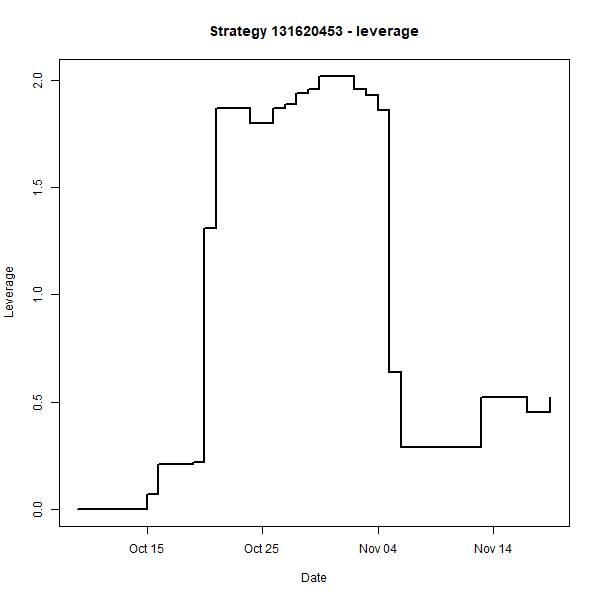 Strategy 131620453 - leverage
2.0
1.5
1.0
0.5
0.0
Leverage
Oct 15 Oct 25 Nov 04 Nov 14
Date